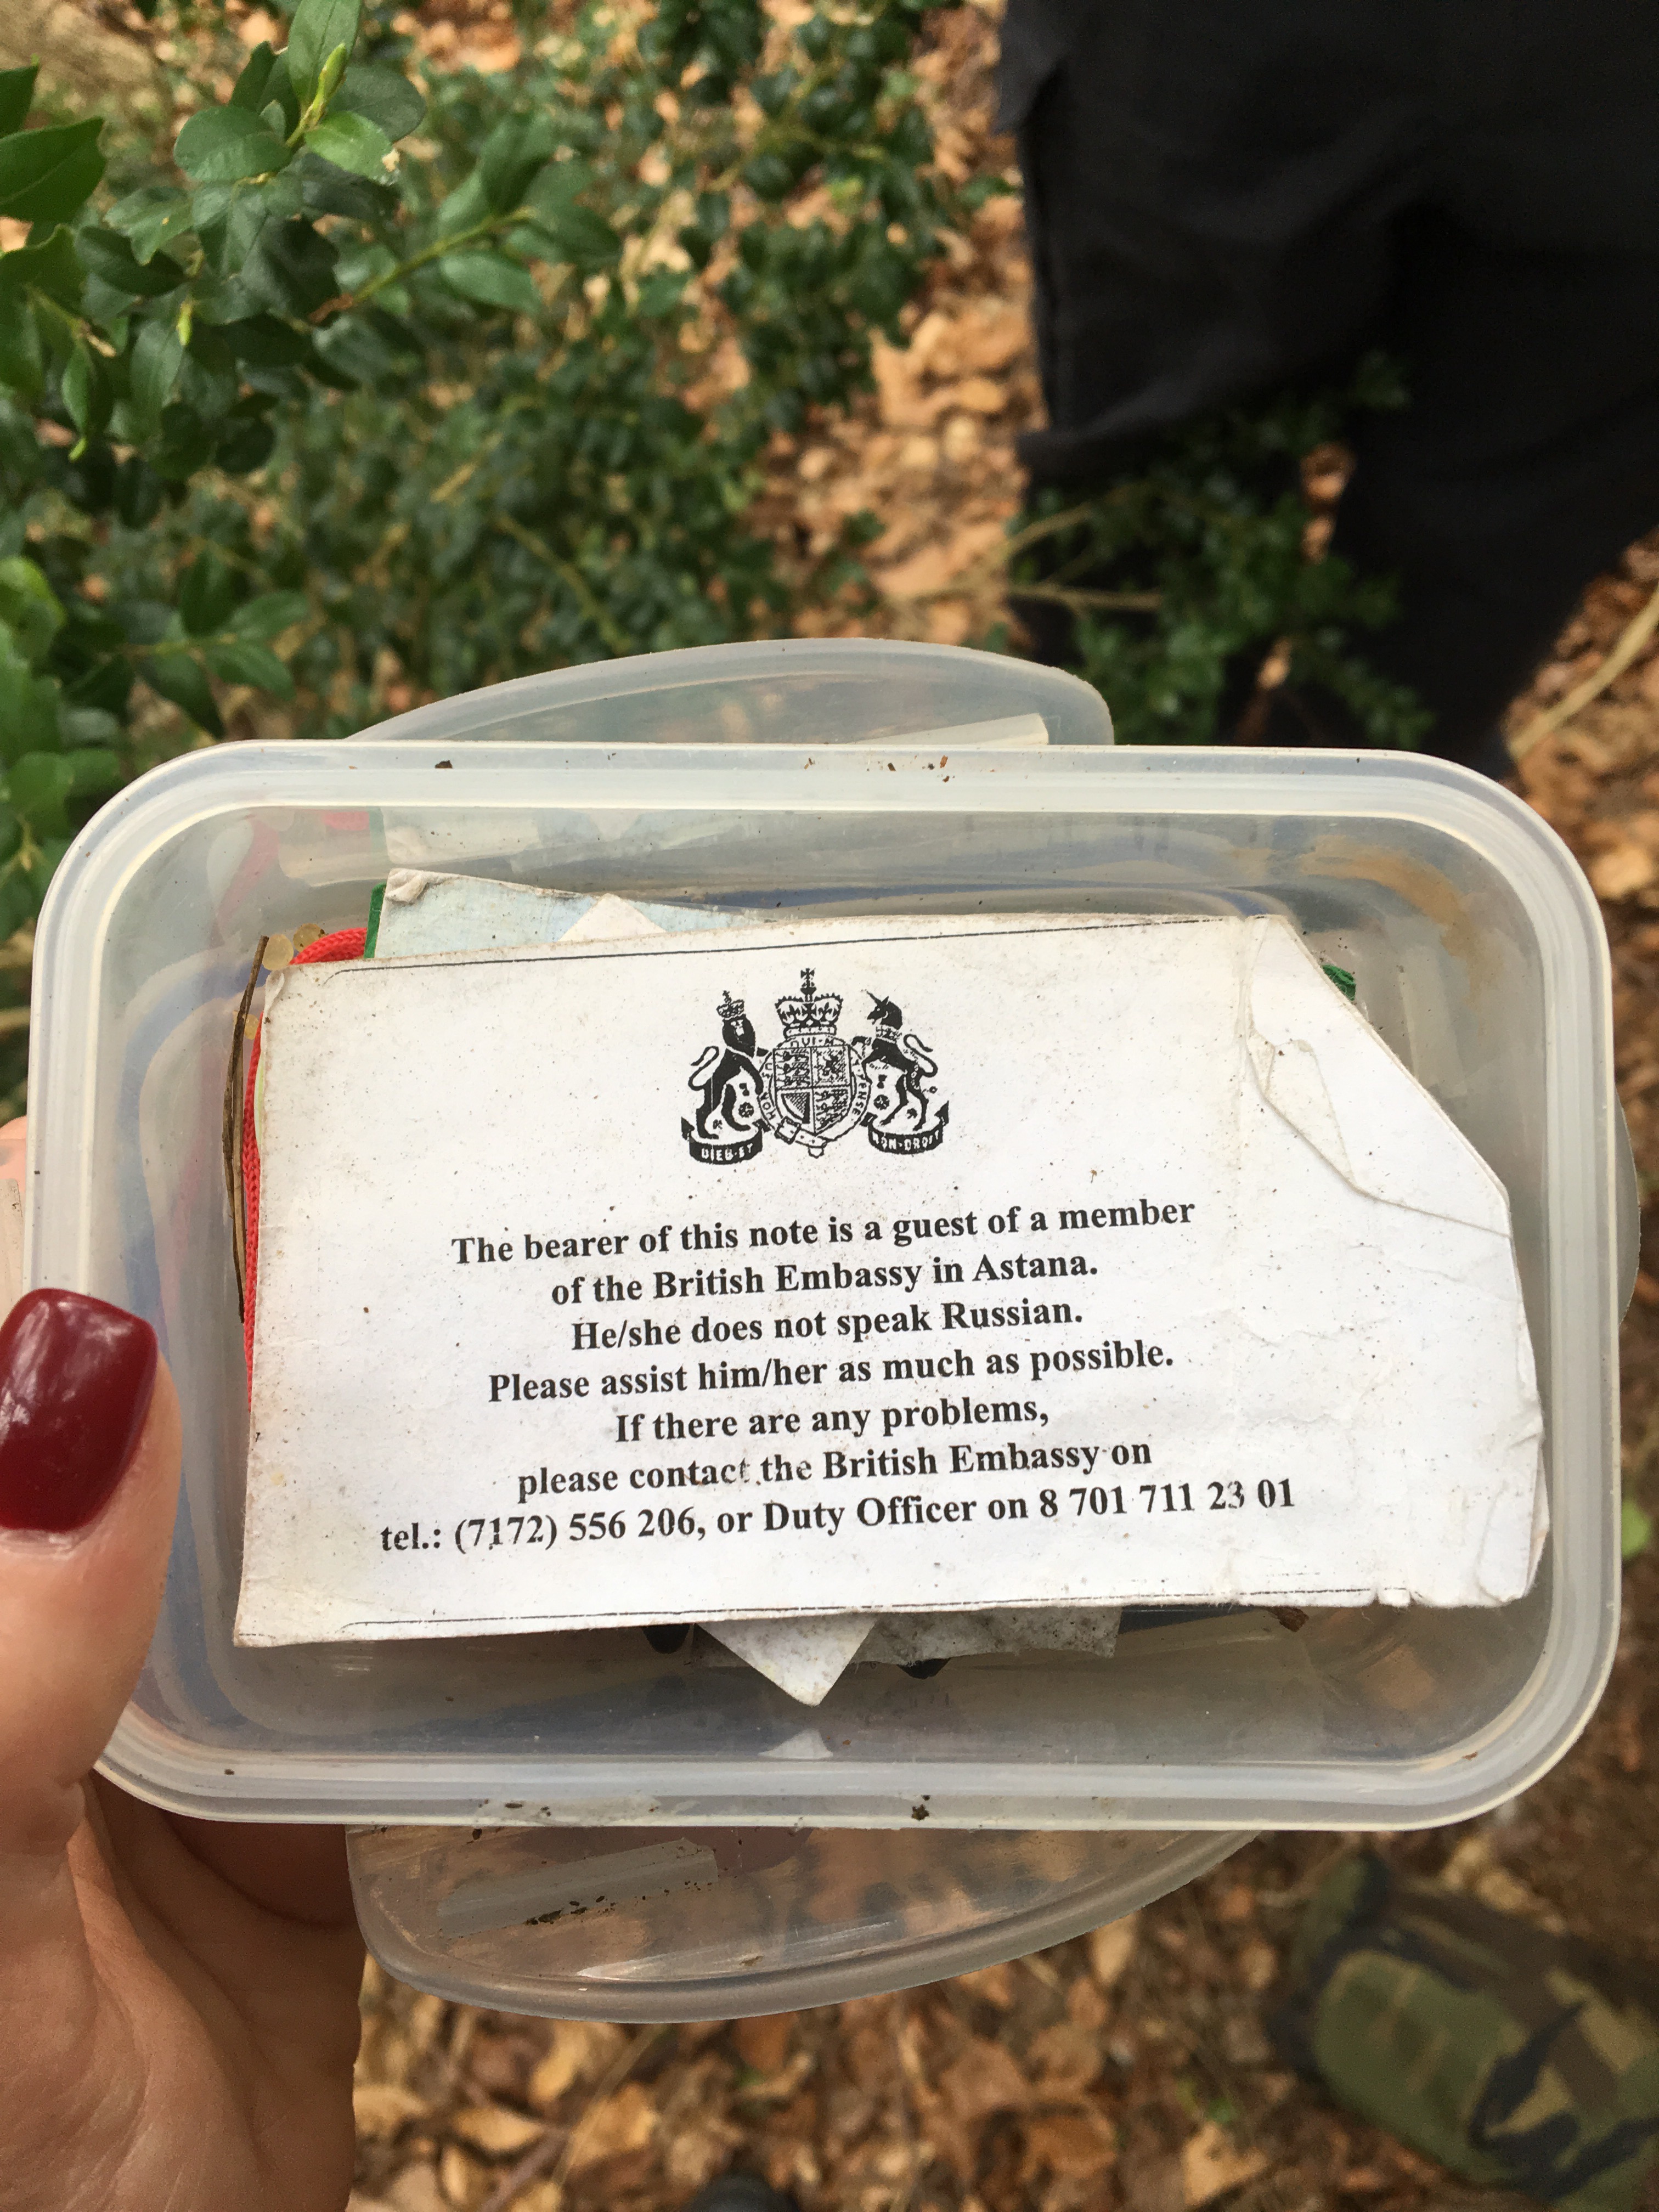 DIEU·ET
MON·DROIT
The bearer of this note is a guest of a member
of the British Embassy in Astana.
He/she does not speak Russian.
Please assist him/her as much as possible.
If there are any problems,
please contact the British Embassy on
tel.: (7172) 556 206, or Duty Officer on 8 701 711 23 01